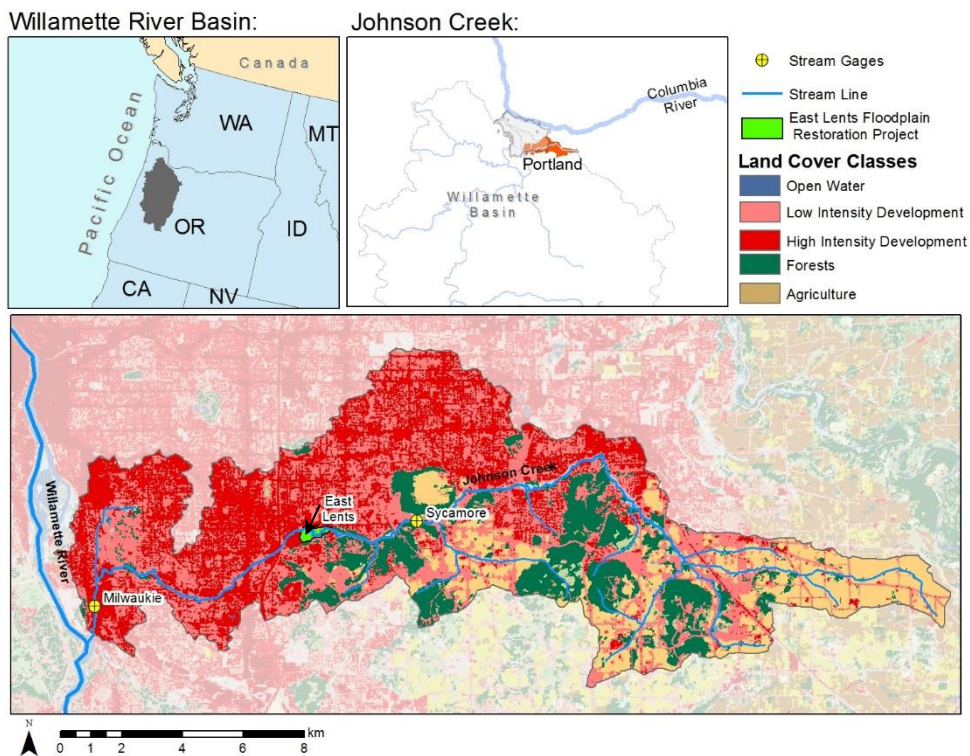 Willamette River Basin:
Johnson Creek:
Canada
WA
MT
Pacific Ocean
OR
ID
CA
NV
Columbia
River
Portland
Willamette
Basin
Stream Gages
Stream Line
East Lents Floodplain
Restoration Project
Land Cover Classes
Open Water
Low Intensity Development
High Intensity Development
Forests
Agriculture
Willamette River
Milwaukie
East
Lents
Sycamore
Johnson Creek
N
0 1 2 4 6 8
km